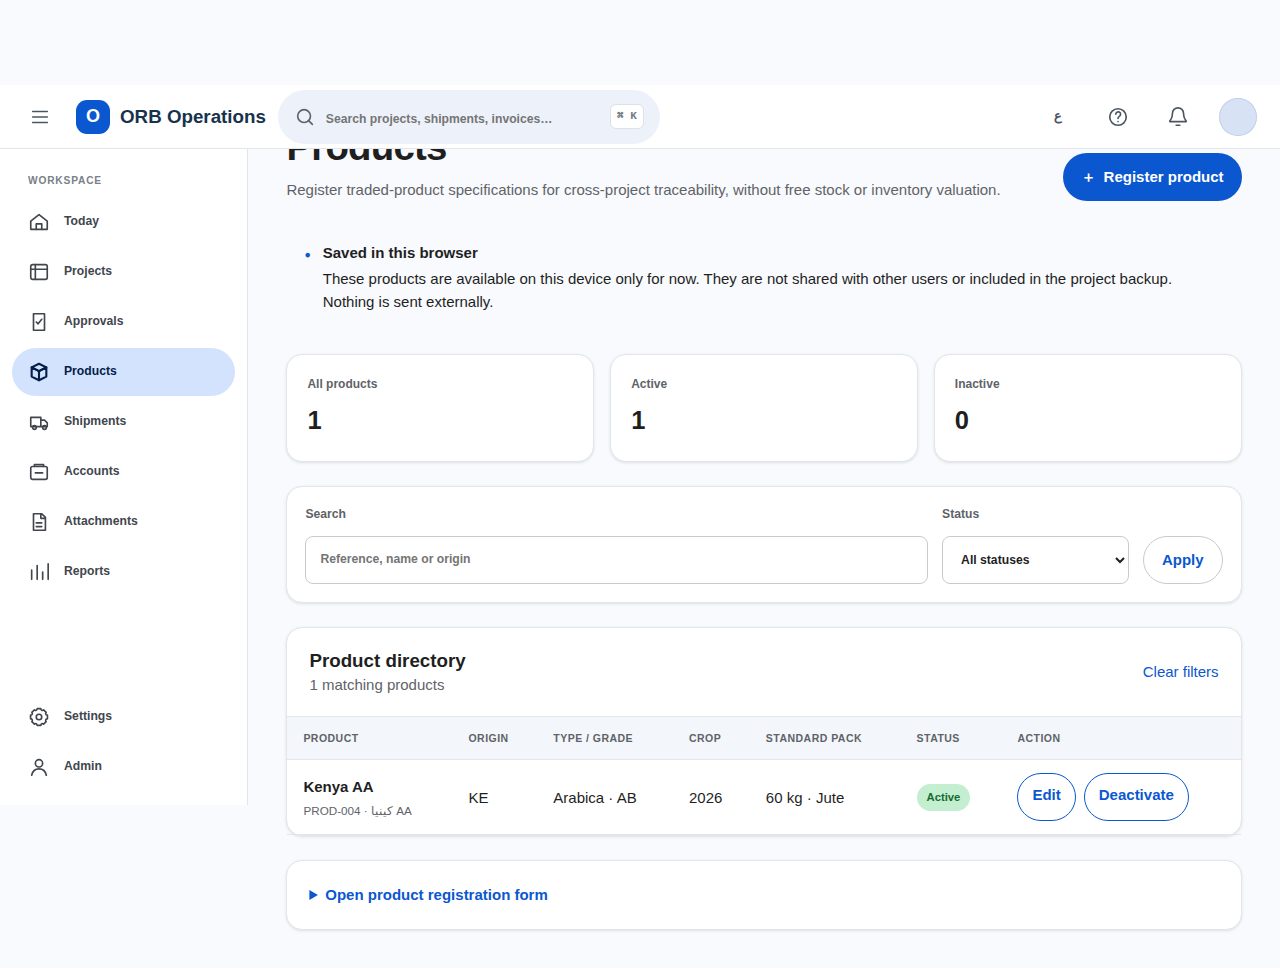 O ORB Operations
Search projects, shipments, invoices…
⌘ K
ع
WORKSPACE
Today
Projects
Approvals
Products
Shipments
Accounts
Attachments
Reports
Settings
Admin
Products
Register traded-product specifications for cross-project traceability, without free stock or inventory valuation.
+ Register product
• Saved in this browser
These products are available on this device only for now. They are not shared with other users or included in the project backup.
Nothing is sent externally.
All products
1
Active
1
Inactive
0
Search
Reference, name or origin
Status
All statuses
Apply
Product directory
1 matching products
Clear filters
PRODUCT ORIGIN TYPE / GRADE CROP STANDARD PACK STATUS ACTION
Kenya AA
PROD-004 · كينيا AA
KE Arabica · AB 2026 60 kg · Jute Active Edit Deactivate
Open product registration form